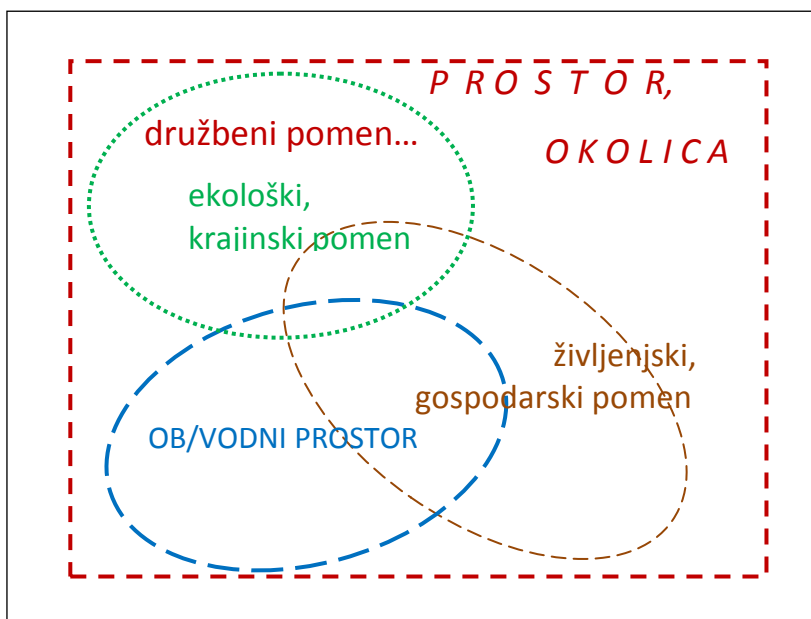 P R O S T O R,
O K O L I C A
družbeni pomen...
ekološki,
krajinski pomen
življenjski,
gospodarski pomen
OB/VODNI PROSTOR